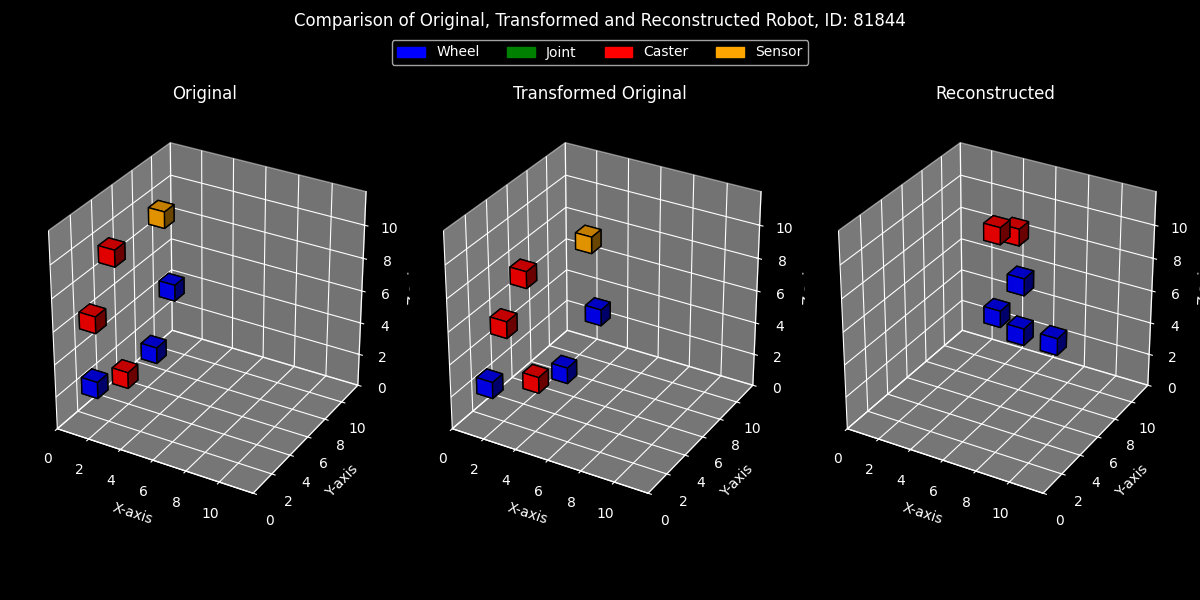 Comparison of Original, Transformed and Reconstructed Robot, ID: 81844
Wheel Joint Caster Sensor
Original Transformed Original Reconstructed
10 10 10
8 8 8
6 6 6
4 4 4
2 2 2
0 0 0
10 10 10
8 8 8
0 6 0 6 0 6
2 4 2 4 2 4
4 2 4 2 4 2
6 0 6 0 6 0
8 8 8
10 10 10
X-axis Y-axis X-axis Y-axis X-axis Y-axis